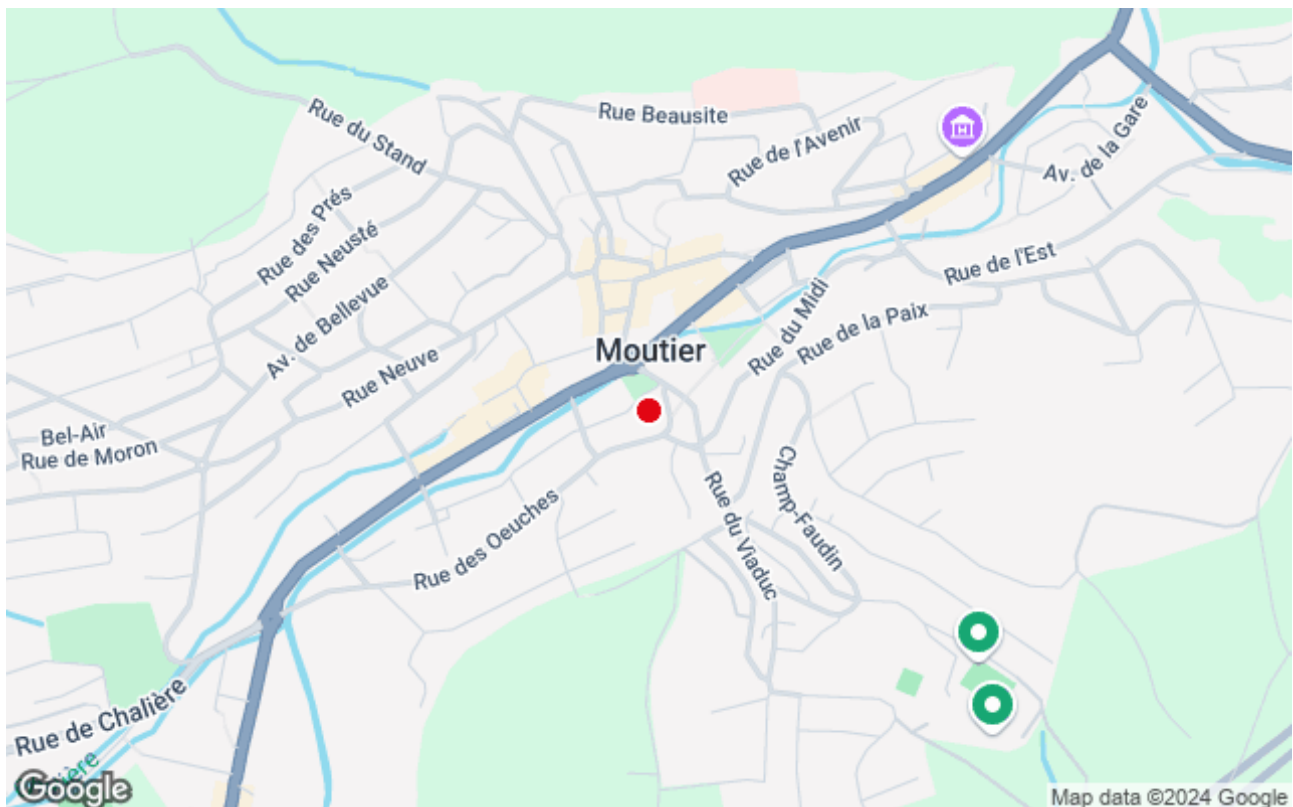 Rue du Stand
Rue Beausite
Rue de l'Avenir
Av. de la Gare
Rue des Prés
Rue Neusté
Av. de Bellevue
Rue Neuve
Rue de l'Est
Rue du Midi
Rue de la Paix
Moutier
Bel-Air
Rue de Moron
Champ-Faudin
Rue du Viaduc
Rue des Oeuches
Rue de Chalière
H
Google
Map data ©2024 Google